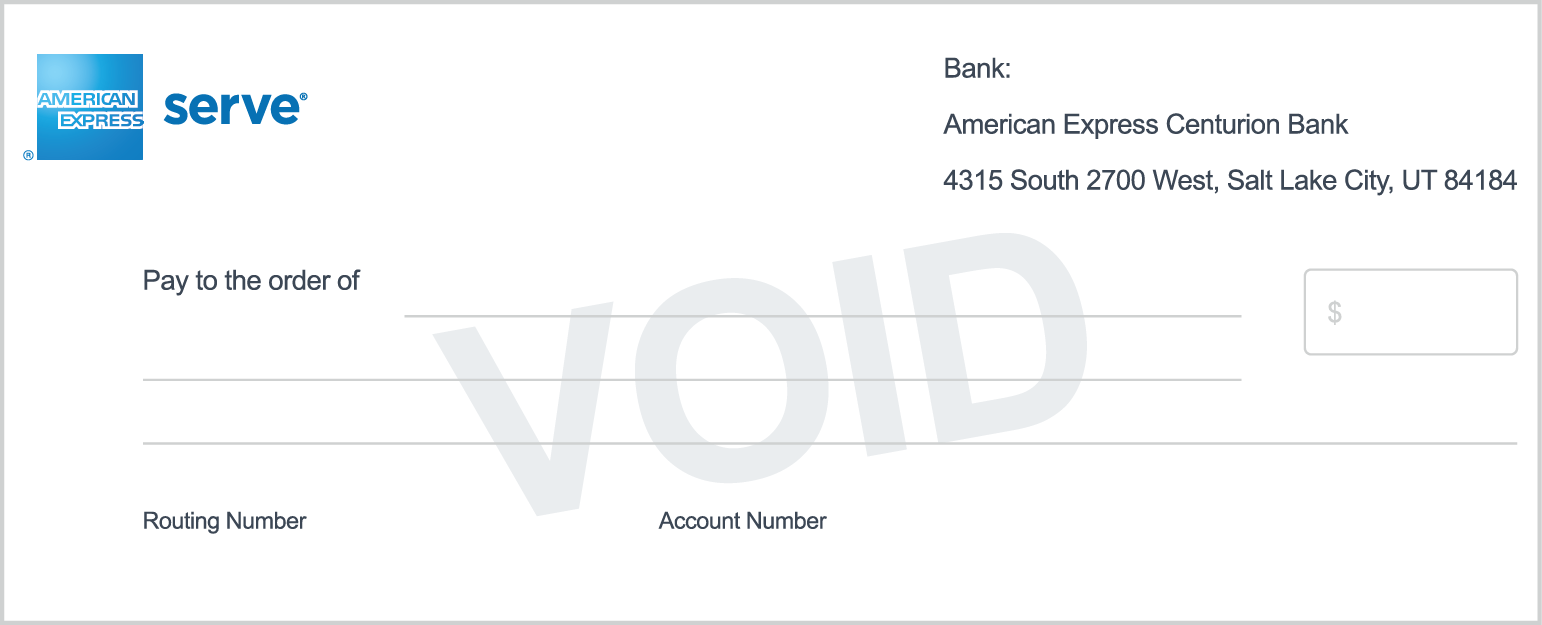 AMERICAN
EXPRESS
®
serve®
Bank:
American Express Centurion Bank
4315 South 2700 West, Salt Lake City, UT 84184
Pay to the order of
$
VOID
Routing Number
Account Number